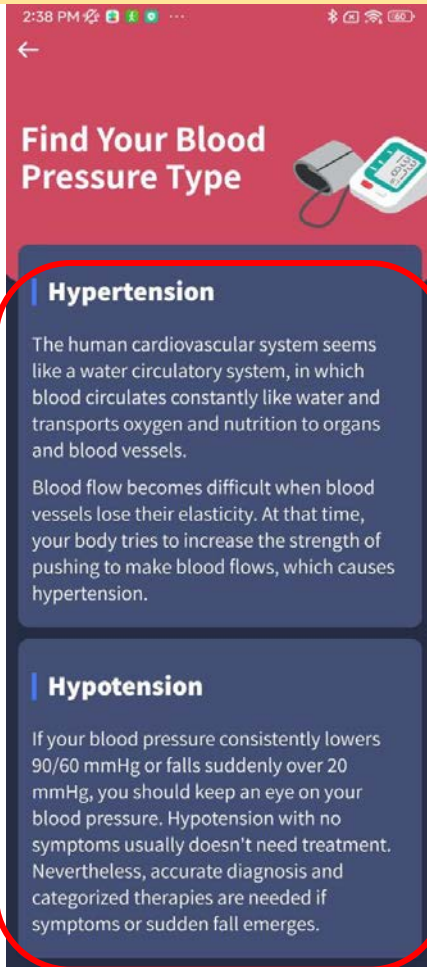 2:38 PM
60
Find Your Blood
Pressure Type
Hypertension
The human cardiovascular system seems
like a water circulatory system, in which
blood circulates constantly like water and
transports oxygen and nutrition to organs
and blood vessels.
Blood flow becomes difficult when blood
vessels lose their elasticity. At that time,
your body tries to increase the strength of
pushing to make blood flows, which causes
hypertension.
Hypotension
If your blood pressure consistently lowers
90/60 mmHg or falls suddenly over 20
mmHg, you should keep an eye on your
blood pressure. Hypotension with no
symptoms usually doesn't need treatment.
Nevertheless, accurate diagnosis and
categorized therapies are needed if
symptoms or sudden fall emerges.